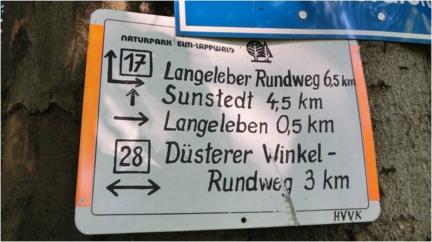 NATURPARK ELM-LAPPWALD
17 Langeleber Rundweg 6,5 km
Sunstedt 4,5 km
Langeleben 0,5 km
28 Düsterer Winkel-
Rundweg 3 km
HVVK